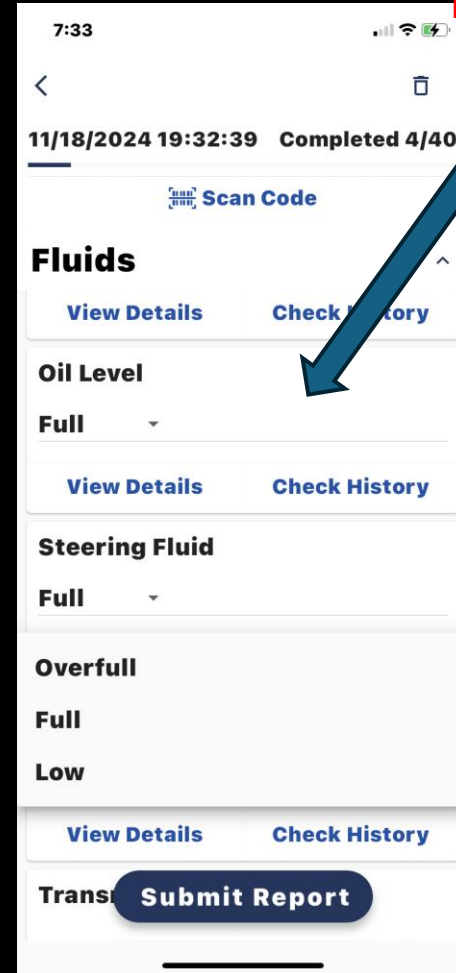 7:33
11/18/2024 19:32:39 Completed 4/40
Scan Code
Fluids
View Details Check
Oil Level
Full
View Details Check History
Steering Fluid
Full
Overfull
Full
Low
View Details Check History
Submit Report